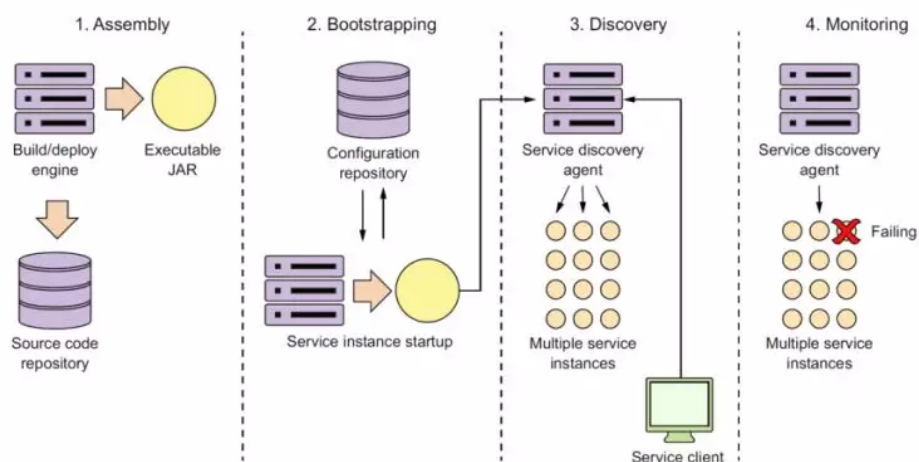 1. Assembly
2. Bootstrapping
3. Discovery
4. Monitoring
Build/deploy
engine
Executable
JAR
Source code
repository
Configuration
repository
Service instance startup
Service discovery
agent
Multiple service
instances
Service client
Service discovery
agent
Failing
Multiple service
instances